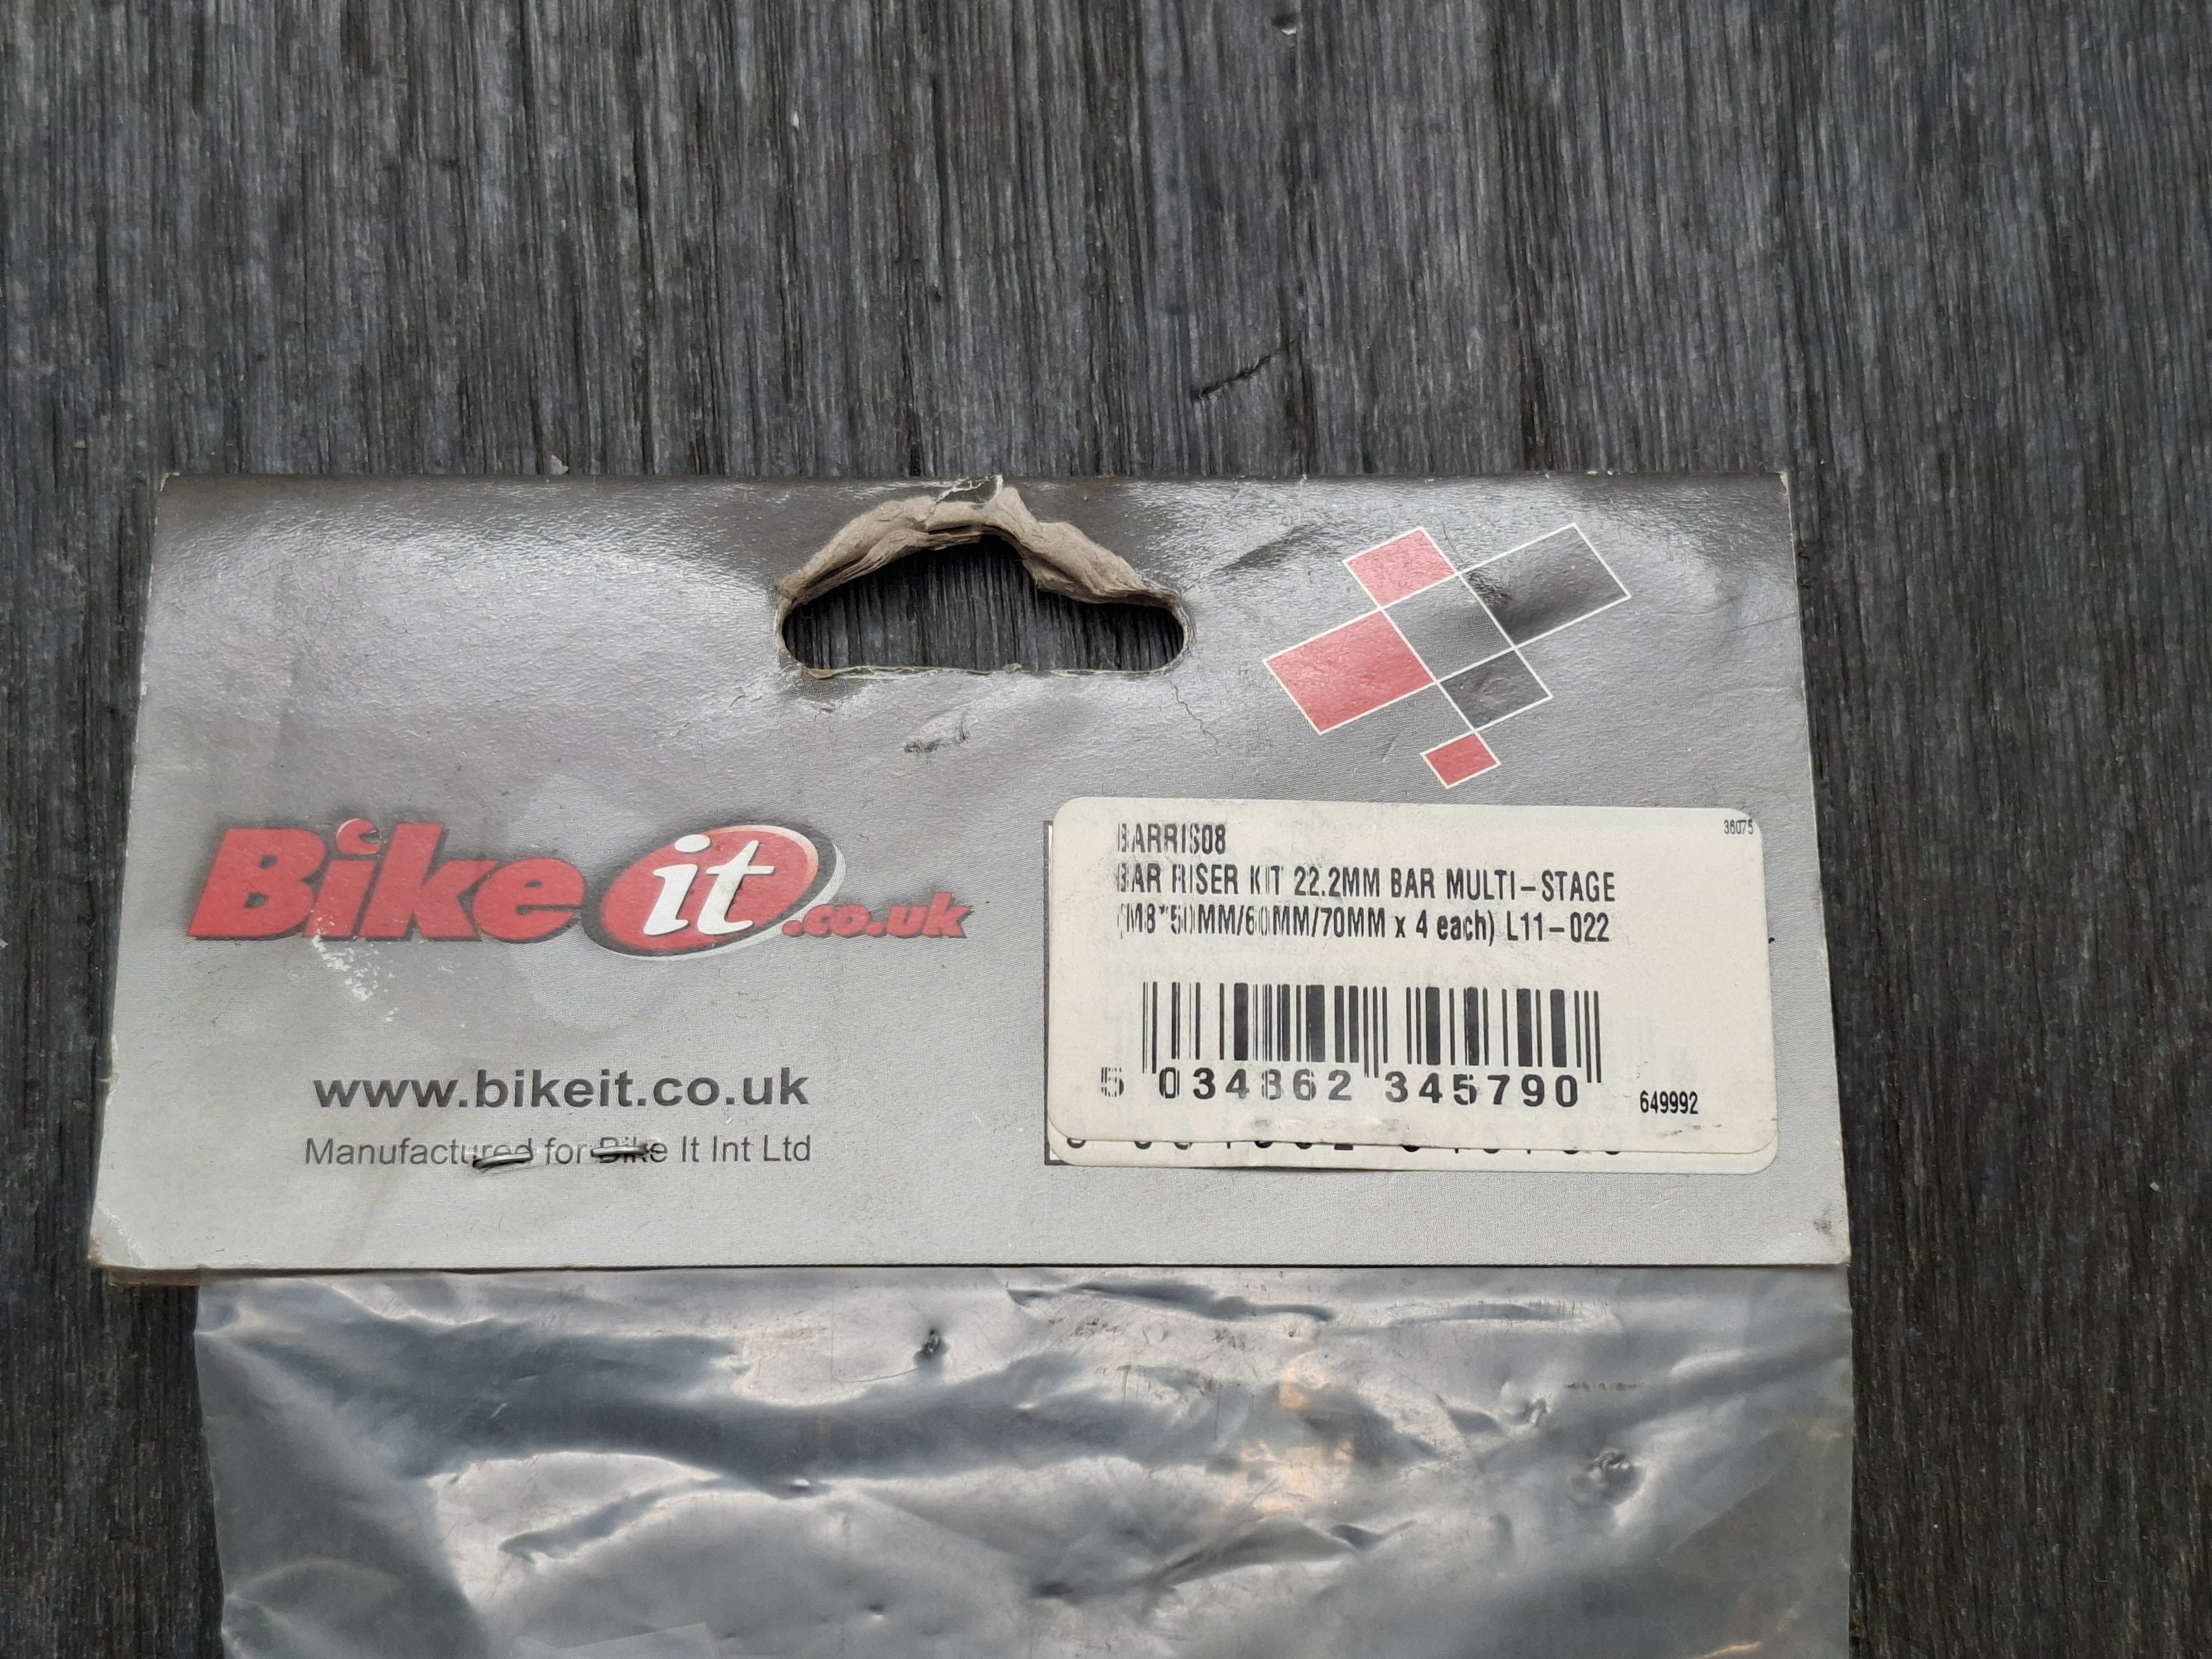 Bike it.co.uk
www.bikeit.co.uk
Manufactured for Bike It Int Ltd
36075
BARRIS08
BAR RISER KIT 22.2MM BAR MULTI-STAGE
(M8*50MM/60MM/70MM x 4 each) L11-022
5 034862 345790
649992